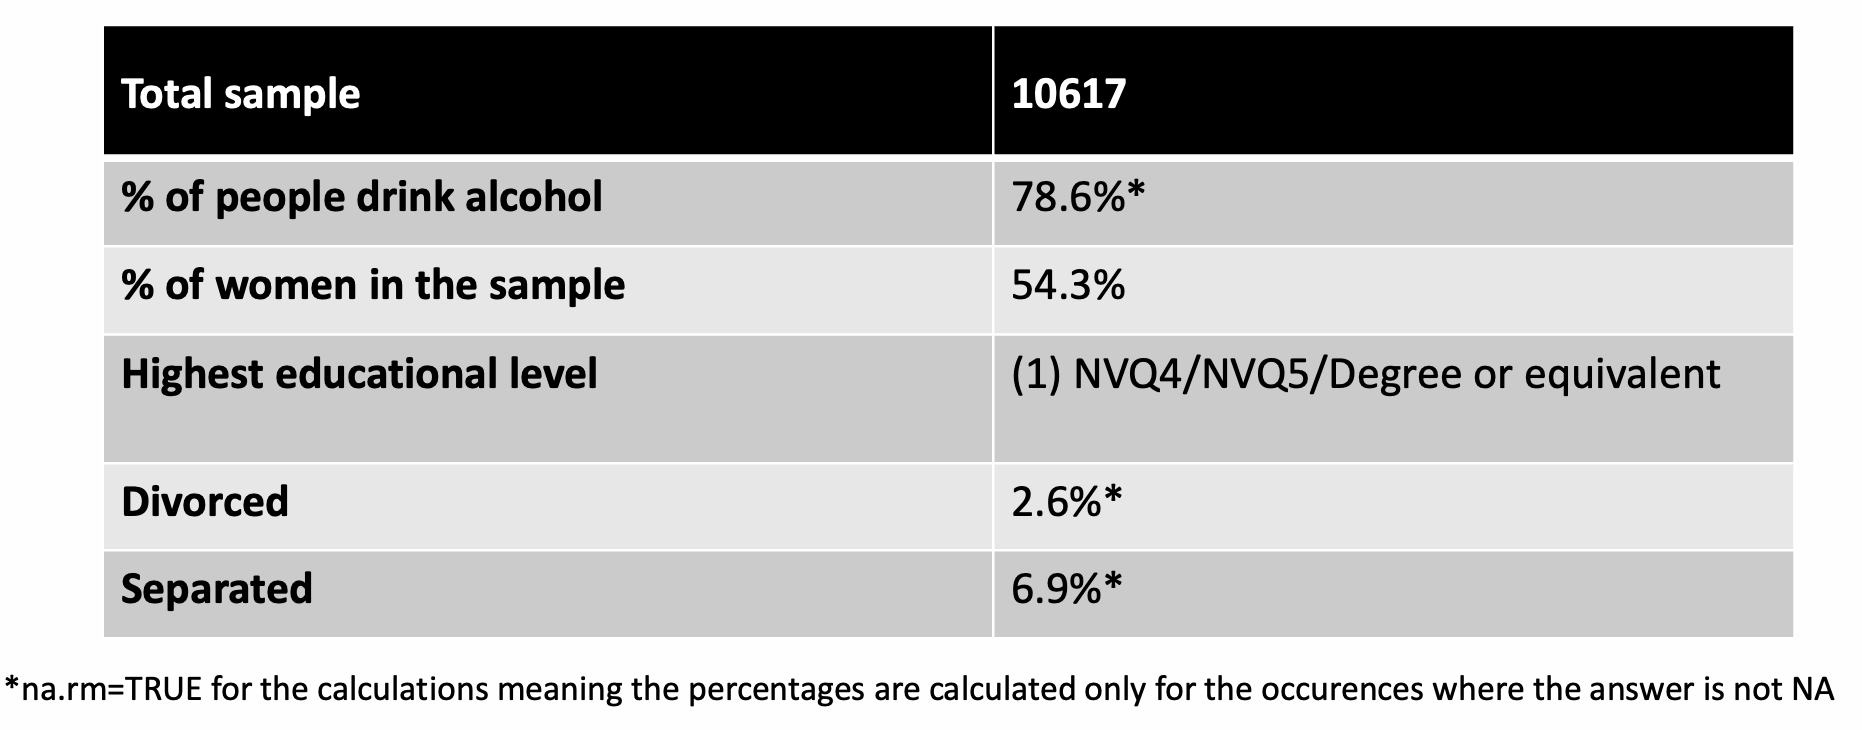 Total sample 10617
% of people drink alcohol 78.6%*
% of women in the sample 54.3%
Highest educational level (1) NVQ4/NVQ5/Degree or equivalent
Divorced 2.6%*
Separated 6.9%*
*na.rm=TRUE for the calculations meaning the percentages are calculated only for the occurences where the answer is not NA